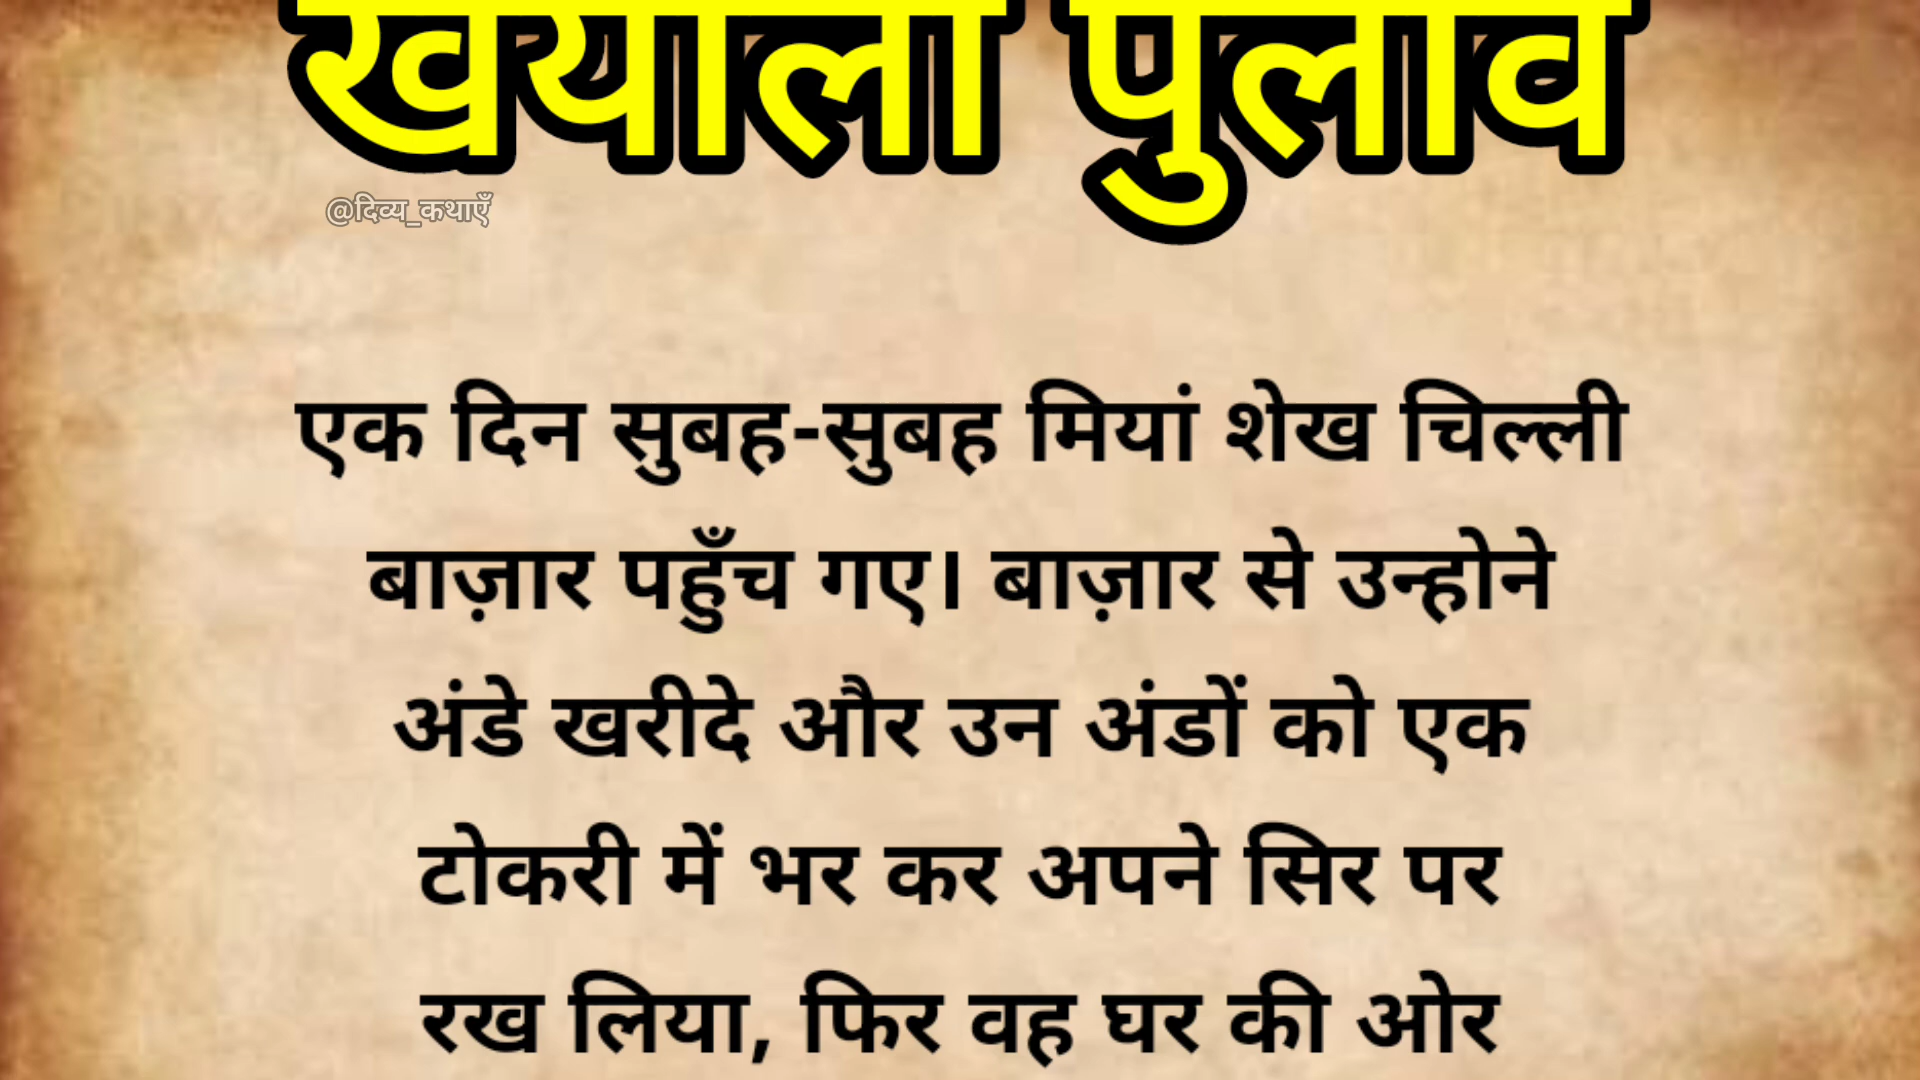 खयाली पुलाव
@दिव्य_कथाएँ
एक दिन सुबह-सुबह मियां शेख चिल्ली
बाज़ार पहुँच गए। बाज़ार से उन्होने
अंडे खरीदे और उन अंडों को एक
टोकरी में भर कर अपने सिर पर
रख लिया, फिर वह घर की ओर